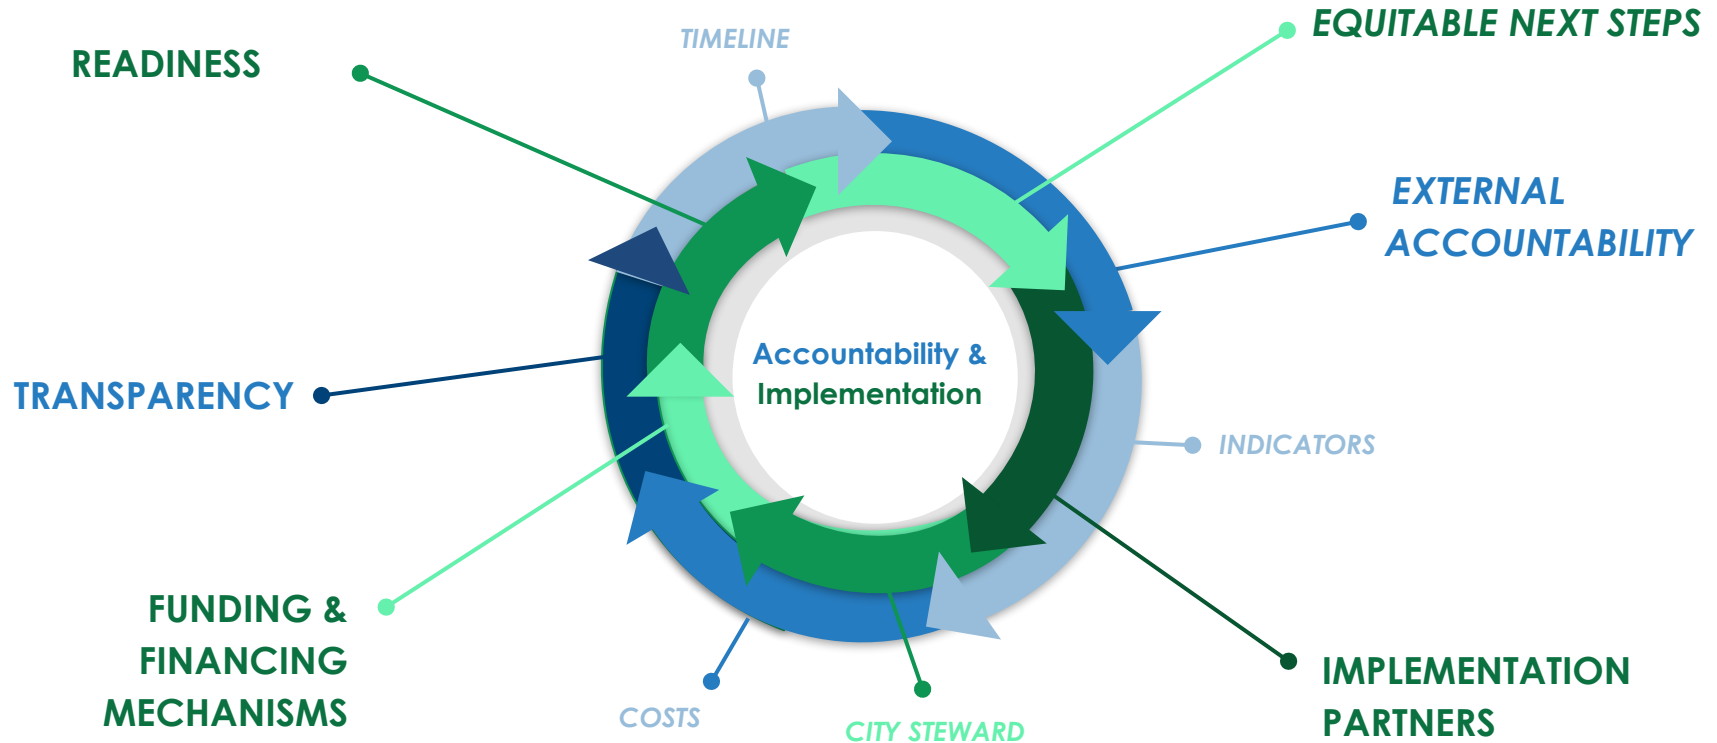 TIMELINE
EQUITABLE NEXT STEPS
READINESS
EXTERNAL
ACCOUNTABILITY
Accountability &
Implementation
TRANSPARENCY
INDICATORS
FUNDING &
FINANCING
MECHANISMS
COSTS
CITY STEWARD
IMPLEMENTATION
PARTNERS